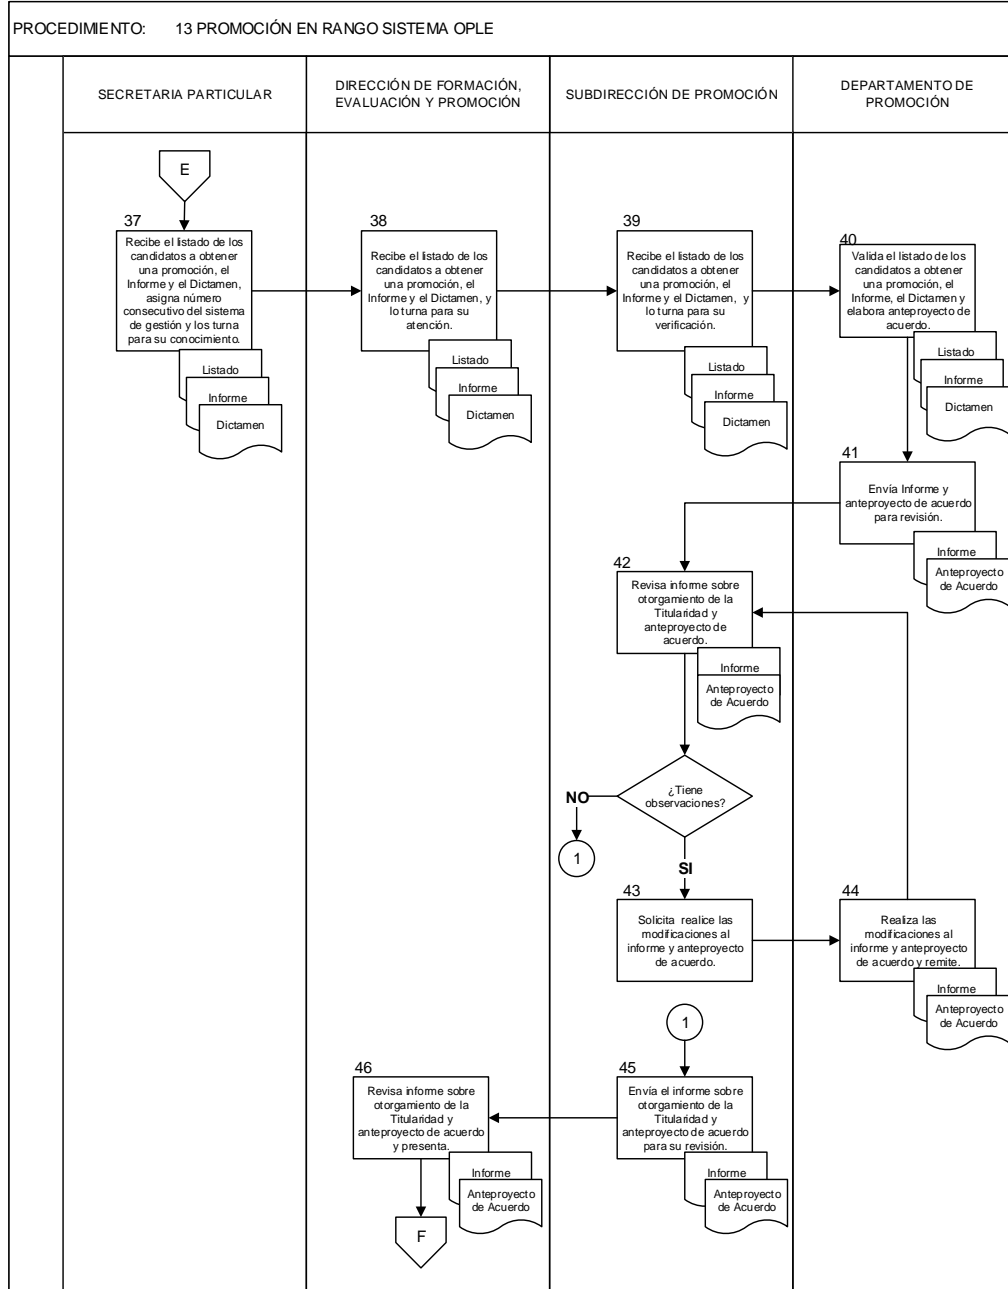 PROCEDIMIENTO: 13 PROMOCIÓN EN RANGO SISTEMA OPLE
SECRETARIA PARTICULAR
DIRECCIÓN DE FORMACIÓN,
EVALUACIÓN Y PROMOCIÓN
SUBDIRECCIÓN DE PROMOCIÓN
DEPARTAMENTO DE
PROMOCIÓN
E
37
Recibe el listado de los
candidatos a obtener
una promoción, el
Informe y el Dictamen,
asigna número
consecutivo del sistema
de gestión y los turna
para su conocimiento.
Listado
Informe
Dictamen
38
Recibe el listado de los
candidatos a obtener
una promoción, el
Informe y el Dictamen, y
lo turna para su
atención.
Listado
Informe
Dictamen
39
Recibe el listado de los
candidatos a obtener
una promoción, el
Informe y el Dictamen, y
lo turna para su
verificación.
Listado
Informe
Dictamen
40
Valida el listado de los
candidatos a obtener
una promoción, el
Informe, el Dictamen y
elabora anteproyecto de
acuerdo.
Listado
Informe
Dictamen
41
Envía Informe y
anteproyecto de acuerdo
para revisión.
Informe
Anteproyecto
de Acuerdo
42
Revisa informe sobre
otorgamiento de la
Titularidad y
anteproyecto de
acuerdo.
Informe
Anteproyecto
de Acuerdo
¿Tiene
observaciones?
NO
1
SI
43
Solicita realice las
modificaciones al
informe y anteproyecto
de acuerdo.
44
Realiza las
modificaciones al
informe y anteproyecto
de acuerdo y remite.
Informe
Anteproyecto
de Acuerdo
1
45
Envía el informe sobre
otorgamiento de la
Titularidad y
anteproyecto de acuerdo
para su revisión.
Informe
Anteproyecto
de Acuerdo
46
Revisa informe sobre
otorgamiento de la
Titularidad y
anteproyecto de acuerdo
y presenta.
Informe
Anteproyecto
de Acuerdo
F